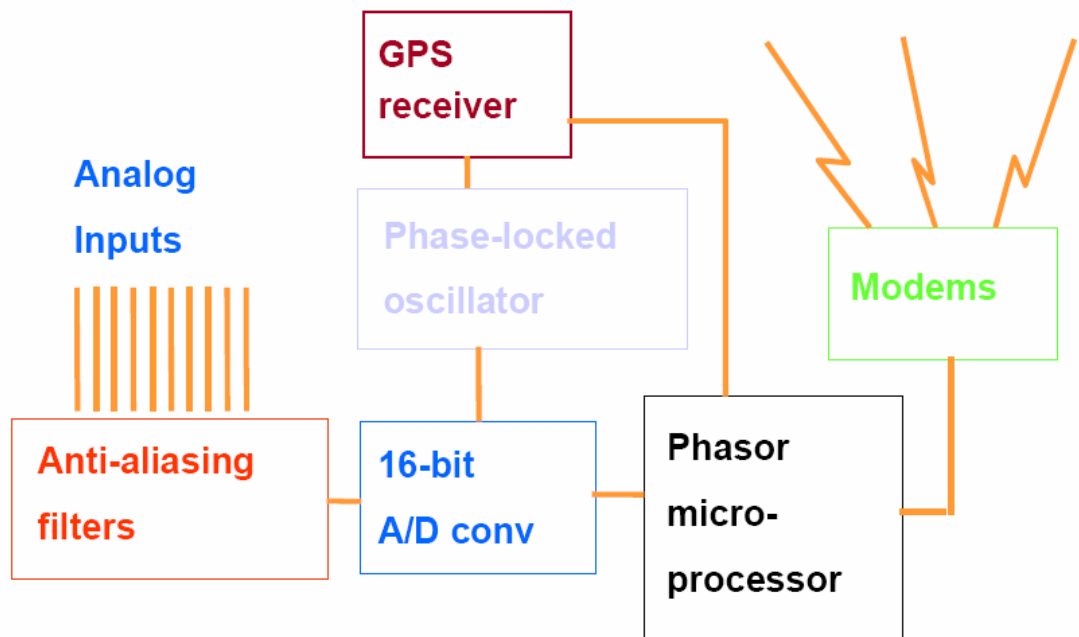 GPS
receiver
Analog
Inputs
Phase-locked
oscillator
Modems
Anti-aliasing
filters
16-bit
A/D conv
Phasor
micro-
processor